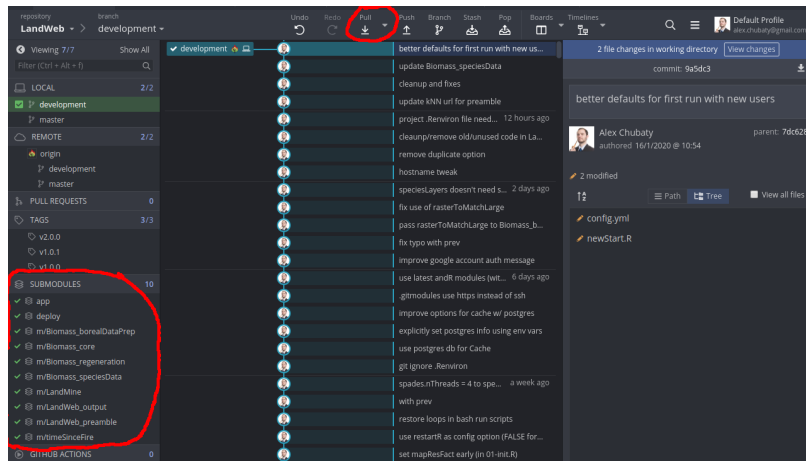 repository
LandWeb
branch
development
Undo
Redo
Pull
Push
Branch
Stash
Pop
Boards
Timelines
Default Profile
alex.chubaty@gmail.com
Viewing 7/7
Show All
Filter (Ctrl + Alt + f)
LOCAL 2/2
development
master
REMOTE 2/2
origin
development
master
PULL REQUESTS 0
TAGS 3/3
v2.0.0
v1.0.1
v1.0.0
SUBMODULES 10
app
deploy
m/Biomass_borealDataPrep
m/Biomass_core
m/Biomass_regeneration
m/Biomass_speciesData
m/LandMine
m/LandWeb_output
m/LandWeb_preamble
m/timeSinceFire
GITHUB ACTIONS 0
development
better defaults for first run with new us...
update Biomass_speciesData
cleanup and fixes
update kNN url for preamble
project .Renviron file need... 12 hours ago
cleaunp/remove old/unused code in La...
remove duplicate option
hostname tweak
speciesLayers doesn't need s... 2 days ago
fix use of rasterToMatchLarge
pass rasterToMatchLarge to Biomass_b...
fix typo with prev
improve google account auth message
use latest andR modules (wit... 6 days ago
.gitmodules use https instead of ssh
improve options for cache w/ postgres
explicitly set postgres info using env vars
use postgres db for Cache
git ignore .Renviron
spades.nThreads = 4 to spe... a week ago
with prev
restore loops in bash run scripts
use restartR as config option (FALSE for...
set mapResFact early (in 01-init.R)
2 file changes in working directory
View changes
commit: 9a5dc3
better defaults for first run with new users
Alex Chubaty
authored 16/1/2020 @ 10:54
parent: 7dc628
2 modified
Path
Tree
View all files
config.yml
newStart.R